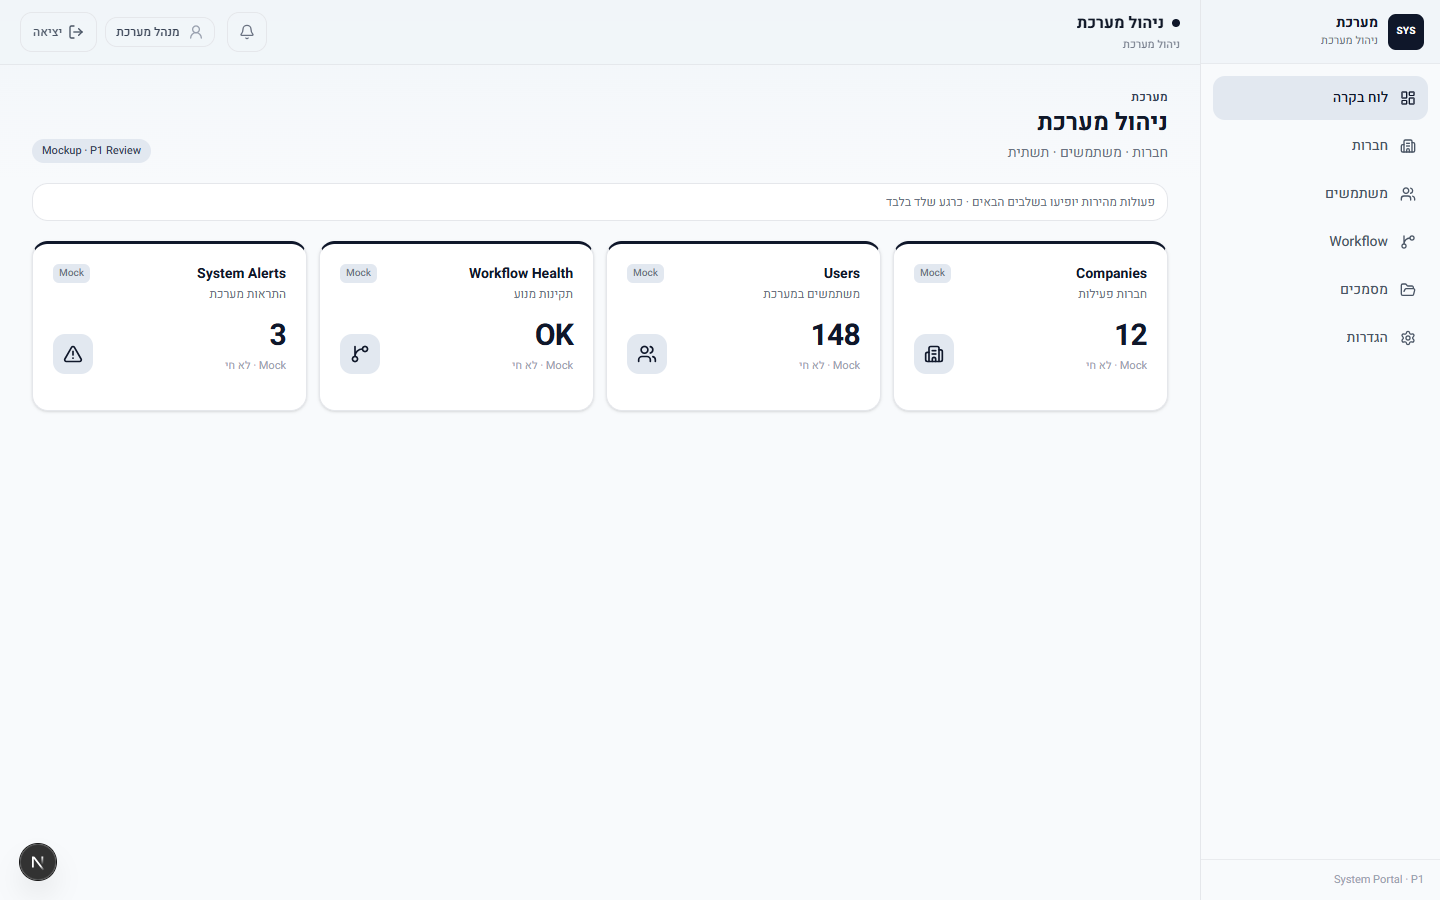 SYS
מערכת
ניהול מערכת
לוח בקרה
חברות
משתמשים
Workflow
מסמכים
הגדרות
System Portal · P1
ניהול מערכת
ניהול מערכת
מנהל מערכת
יציאה
מערכת
ניהול מערכת
חברות · משתמשים · תשתית
Mockup · P1 Review
פעולות מהירות יופיעו בשלבים הבאים · כרגע שלד בלבד
Companies
Mock
חברות פעילות
12
Mock · לא חי
Users
Mock
משתמשים במערכת
148
Mock · לא חי
Workflow Health
Mock
תקינות מנוע
OK
Mock · לא חי
System Alerts
Mock
התראות מערכת
3
Mock · לא חי
N